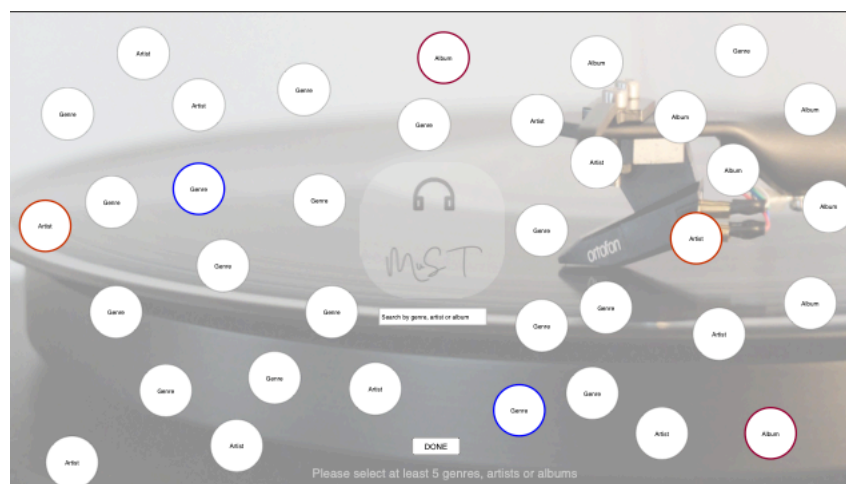 Artist
Album
Album
Genre
Genre
Artist
Genre
Genre
Artist
Album
Album
Artist
Album
Genre
Genre
Genre
Album
Artist
Genre
Artist
ortofon
MuST
Genre
Genre
Genre
Search by genre, artist or album
Genre
Genre
Artist
Album
Genre
Genre
Artist
Genre
Genre
Artist
Album
Artist
Artist
DONE
Please select at least 5 genres, artists or albums